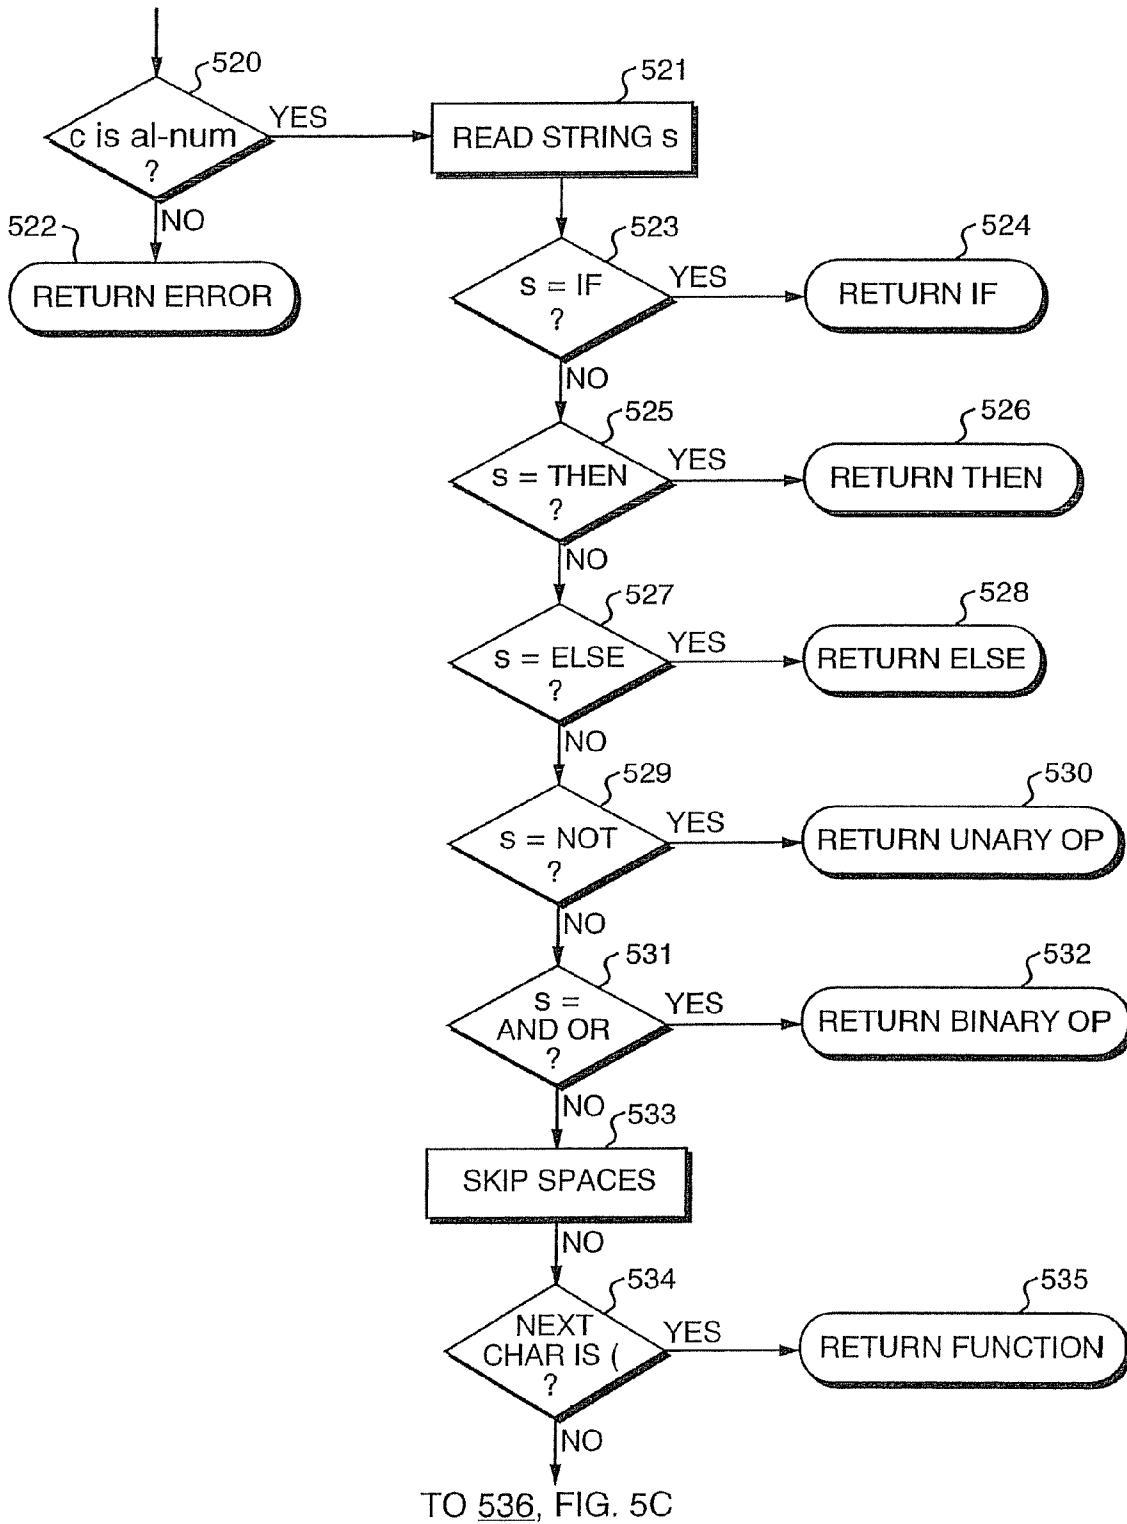 520
c is al-num
?
YES
521
READ STRING s
NO
522
RETURN ERROR
523
s = IF
?
YES
524
RETURN IF
NO
525
s = THEN
?
YES
526
RETURN THEN
NO
527
s = ELSE
?
YES
528
RETURN ELSE
NO
529
s = NOT
?
YES
530
RETURN UNARY OP
NO
531
s =
AND OR
?
YES
532
RETURN BINARY OP
NO
533
SKIP SPACES
NO
534
NEXT
CHAR IS (
?
YES
535
RETURN FUNCTION
NO
TO 536, FIG. 5C